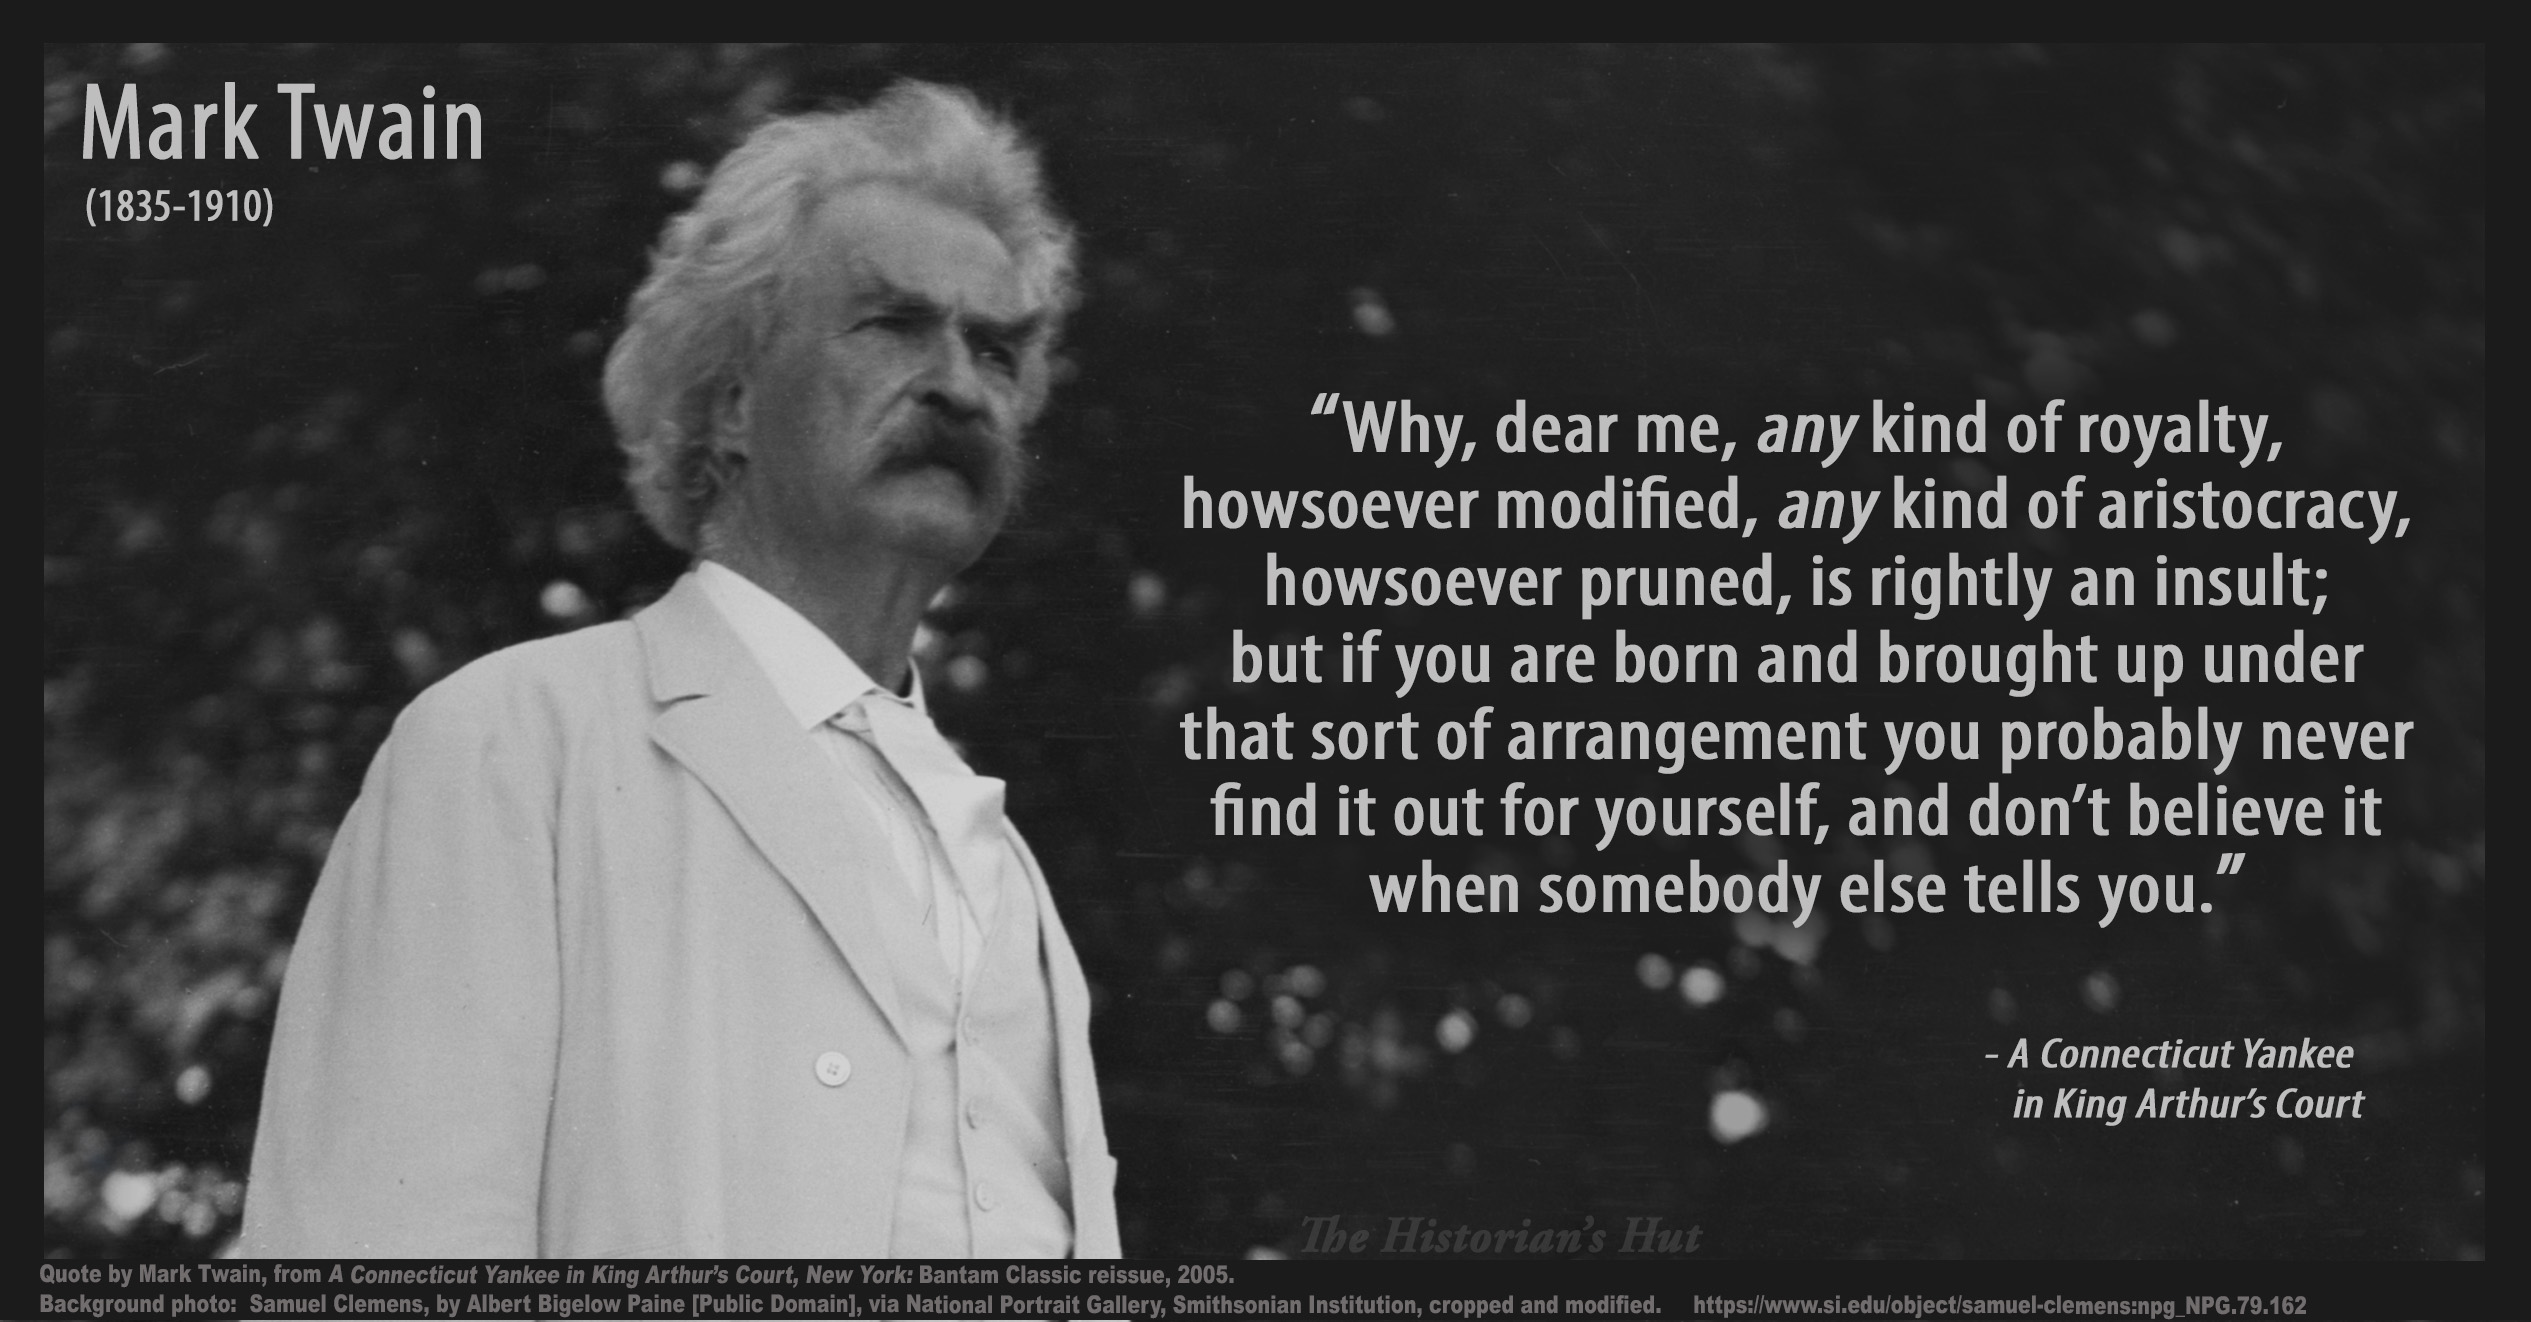 Mark Twain
(1835-1910)
“Why, dear me, any kind of royalty,
howsoever modified, any kind of aristocracy,
howsoever pruned, is rightly an insult;
but if you are born and brought up under
that sort of arrangement you probably never
find it out for yourself, and don’t believe it
when somebody else tells you.”
– A Connecticut Yankee
in King Arthur’s Court
The Historian’s Hut
Quote by Mark Twain, from A Connecticut Yankee in King Arthur’s Court, New York: Bantam Classic reissue, 2005.
Background photo: Samuel Clemens, by Albert Bigelow Paine [Public Domain], via National Portrait Gallery, Smithsonian Institution, cropped and modified. https://www.si.edu/object/samuel-clemens:npg_NPG.79.162